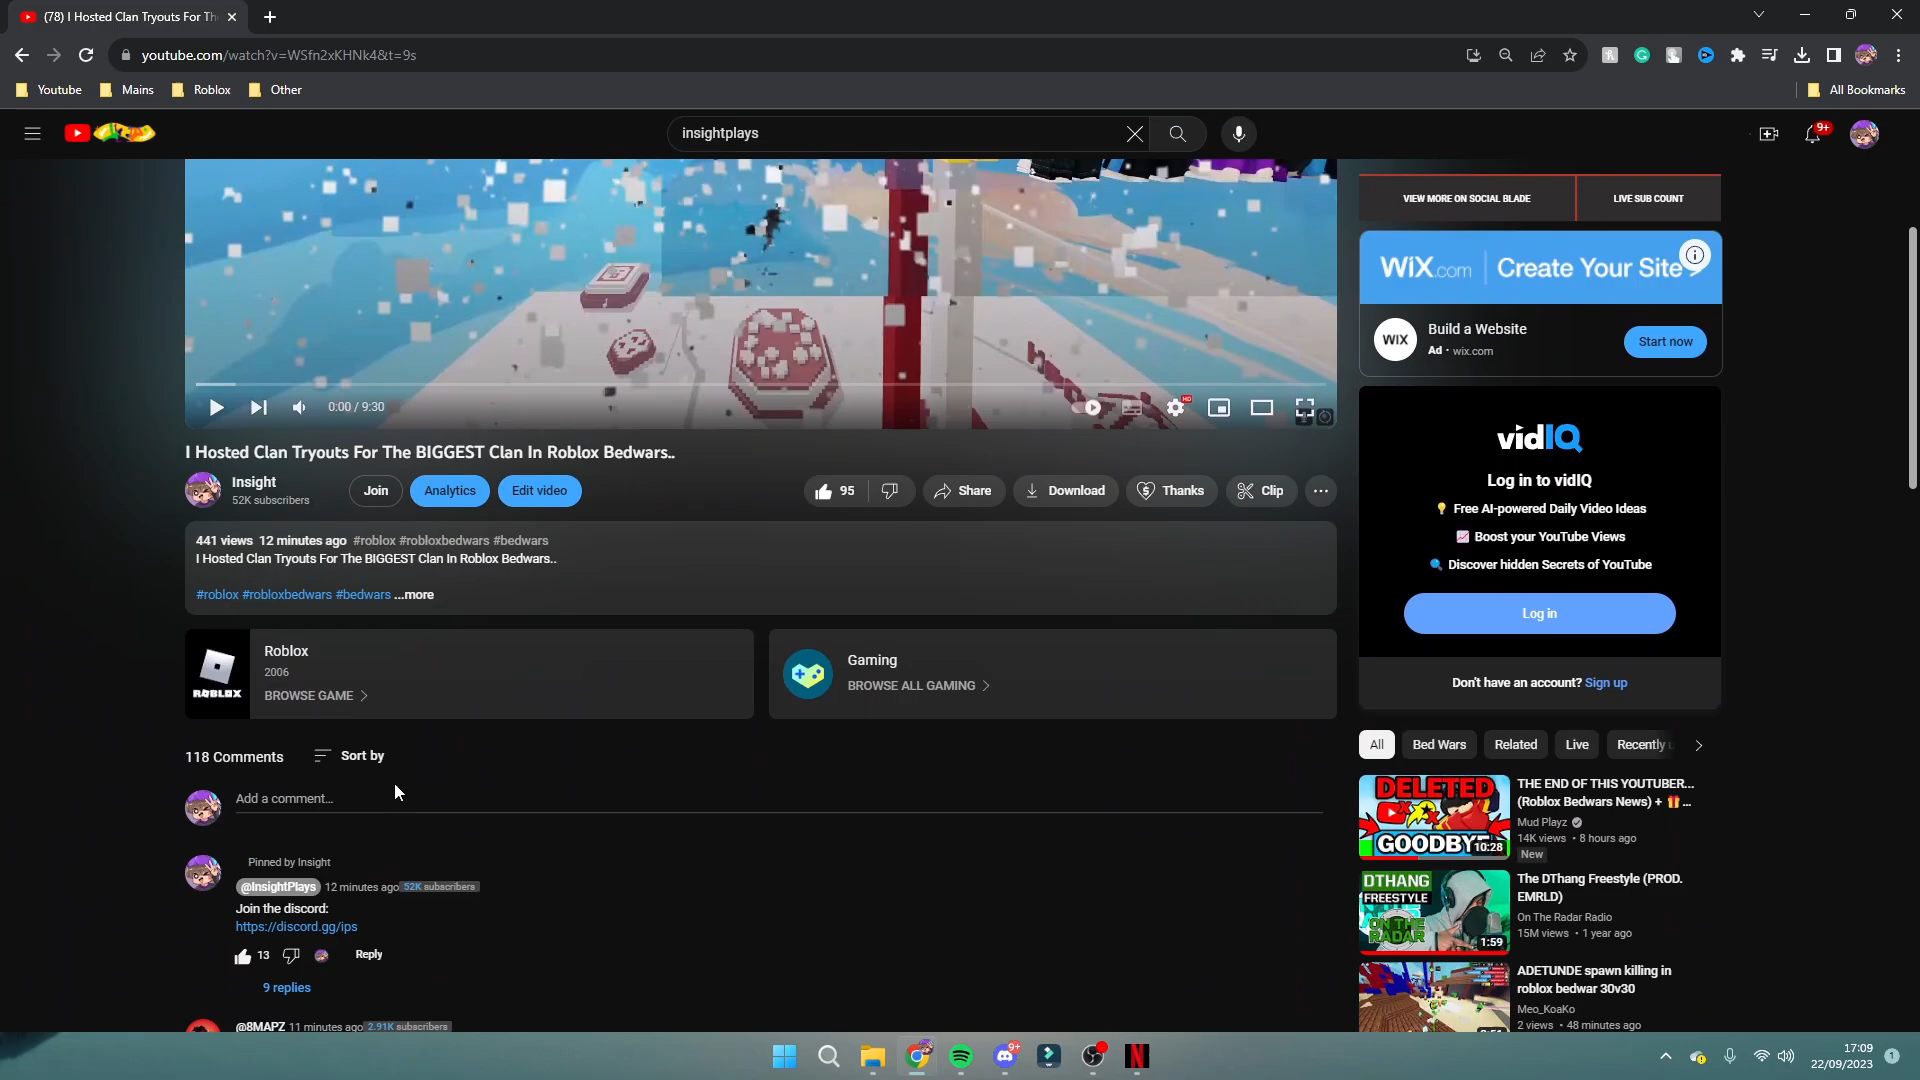 (78) I Hosted Clan Tryouts For Th
youtube.com/watch?v=WSfn2xKHNk4&t=9s
Youtube
Mains
Roblox
Other
All Bookmarks
insightplays
9+
VIEW MORE ON SOCIAL BLADE
LIVE SUB COUNT
WiX.com | Create Your Site
WIX
Build a Website
Ad · wix.com
Start now
0:00 / 9:30
HD
I Hosted Clan Tryouts For The BIGGEST Clan In Roblox Bedwars..
Insight
52K subscribers
Join
Analytics
Edit video
95
Share
Download
Thanks
Clip
441 views 12 minutes ago #roblox #robloxbedwars #bedwars
I Hosted Clan Tryouts For The BIGGEST Clan In Roblox Bedwars..
#roblox #robloxbedwars #bedwars ...more
ROBLOX
Roblox
2006
BROWSE GAME
Gaming
BROWSE ALL GAMING
vidIQ
Log in to vidIQ
Free AI-powered Daily Video Ideas
Boost your YouTube Views
Discover hidden Secrets of YouTube
Log in
Don't have an account? Sign up
118 Comments
Sort by
Add a comment...
Pinned by Insight
@InsightPlays 12 minutes ago 52K subscribers
Join the discord:
https://discord.gg/ips
13
Reply
9 replies
@8MAPZ 11 minutes ago 2.91K subscribers
All
Bed Wars
Related
Live
Recently
DELETED
GOODBY
10:28
THE END OF THIS YOUTUBER...
(Roblox Bedwars News) + 🎁 ...
Mud Playz
14K views · 8 hours ago
New
DTHANG
FREESTYLE
ON THE
RADAR
1:59
The DThang Freestyle (PROD.
EMRLD)
On The Radar Radio
15M views · 1 year ago
ADETUNDE spawn killing in
roblox bedwar 30v30
Meo_KoaKo
2 views · 48 minutes ago
9+
N
17:09
22/09/2023
1